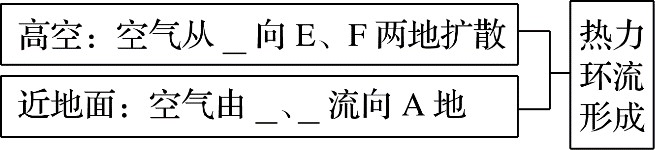 高空：空气从 _ 向 E、F 两地扩散
近地面：空气由 _、_ 流向 A 地
热力
环流
形成